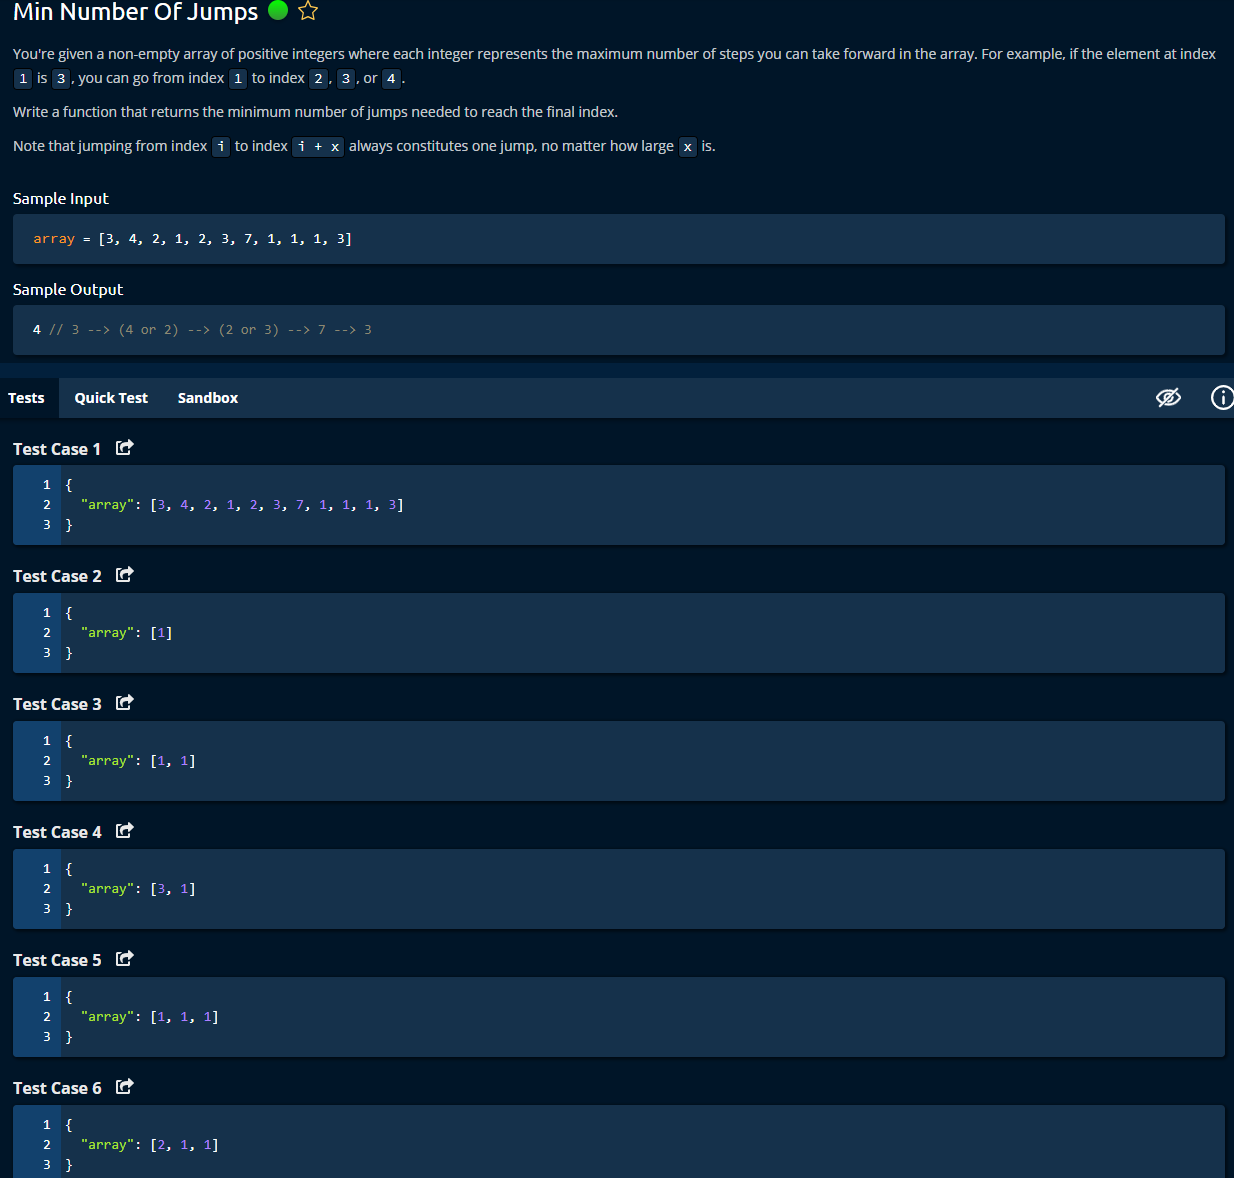 Min Number Of Jumps
You're given a non-empty array of positive integers where each integer represents the maximum number of steps you can take forward in the array. For example, if the element at index
1 is 3, you can go from index 1 to index 2, 3, or 4.
Write a function that returns the minimum number of jumps needed to reach the final index.
Note that jumping from index i to index i + x always constitutes one jump, no matter how large x is.
Sample Input
array = [3, 4, 2, 1, 2, 3, 7, 1, 1, 1, 3]
Sample Output
4 // 3 --> (4 or 2) --> (2 or 3) --> 7 --> 3
Tests Quick Test Sandbox
Test Case 1
1 {
2 "array": [3, 4, 2, 1, 2, 3, 7, 1, 1, 1, 3]
3 }
Test Case 2
1 {
2 "array": [1]
3 }
Test Case 3
1 {
2 "array": [1, 1]
3 }
Test Case 4
1 {
2 "array": [3, 1]
3 }
Test Case 5
1 {
2 "array": [1, 1, 1]
3 }
Test Case 6
1 {
2 "array": [2, 1, 1]
3 }